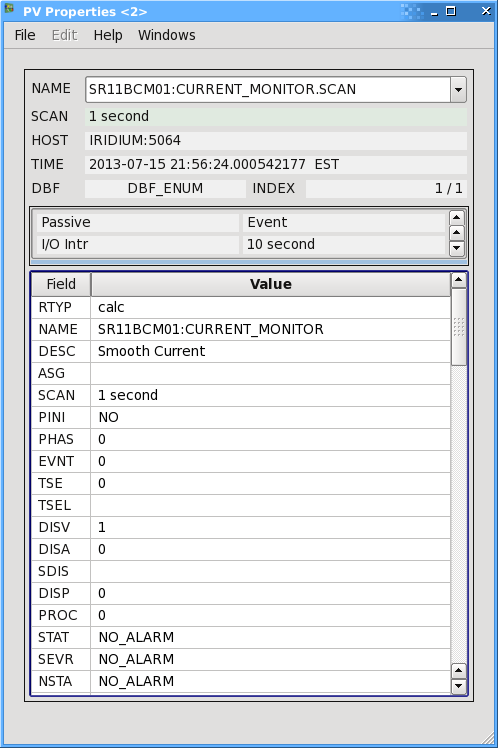 PV Properties <2>
File Edit Help Windows
NAME SR11BCM01:CURRENT_MONITOR.SCAN
SCAN 1 second
HOST IRIDIUM:5064
TIME 2013-07-15 21:56:24.000542177 EST
DBF DBF_ENUM INDEX 1 / 1
Passive Event
I/O Intr 10 second
Field Value
RTYP calc
NAME SR11BCM01:CURRENT_MONITOR
DESC Smooth Current
ASG
SCAN 1 second
PINI NO
PHAS 0
EVNT 0
TSE 0
TSEL
DISV 1
DISA 0
SDIS
DISP 0
PROC 0
STAT NO_ALARM
SEVR NO_ALARM
NSTA NO_ALARM